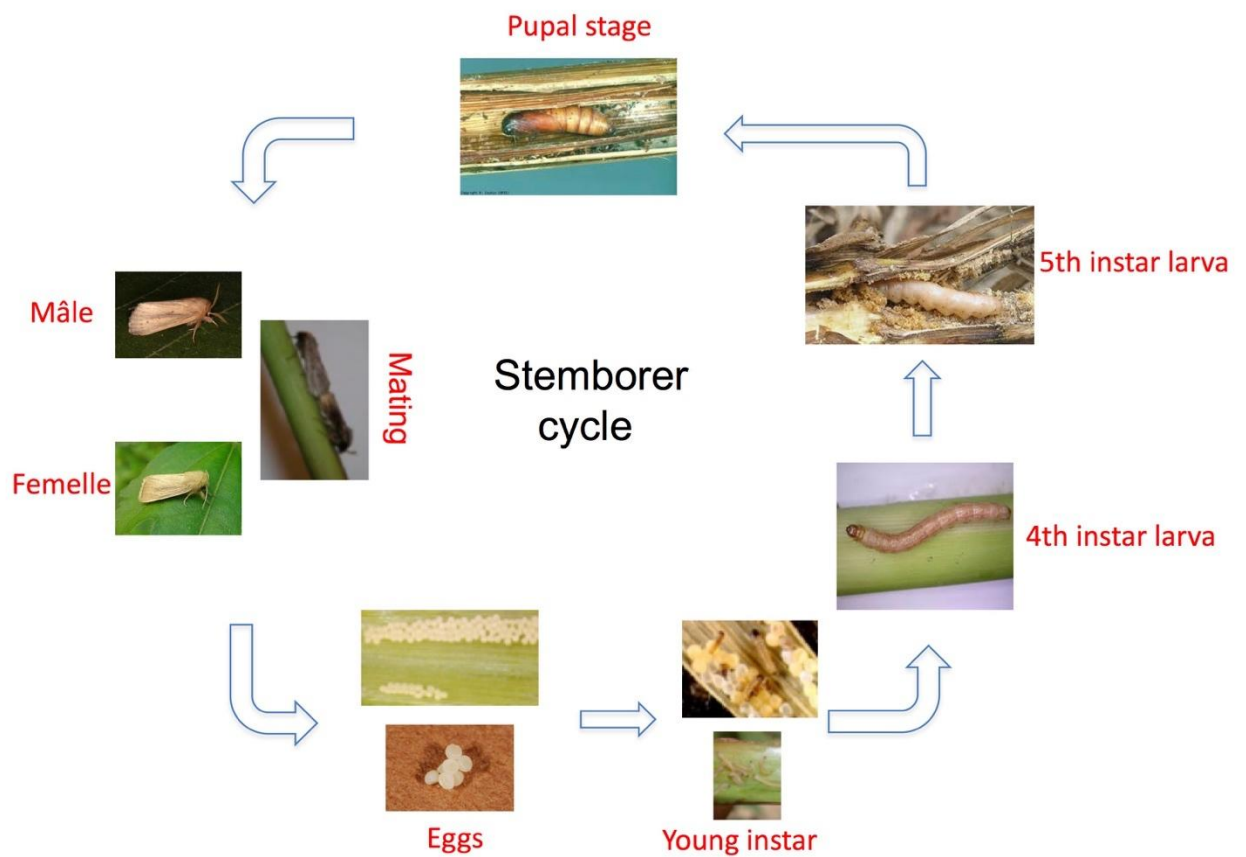 Pupal stage
5th instar larva
Mâle
Mating
Stemborer
cycle
Femelle
4th instar larva
Eggs
Young instar